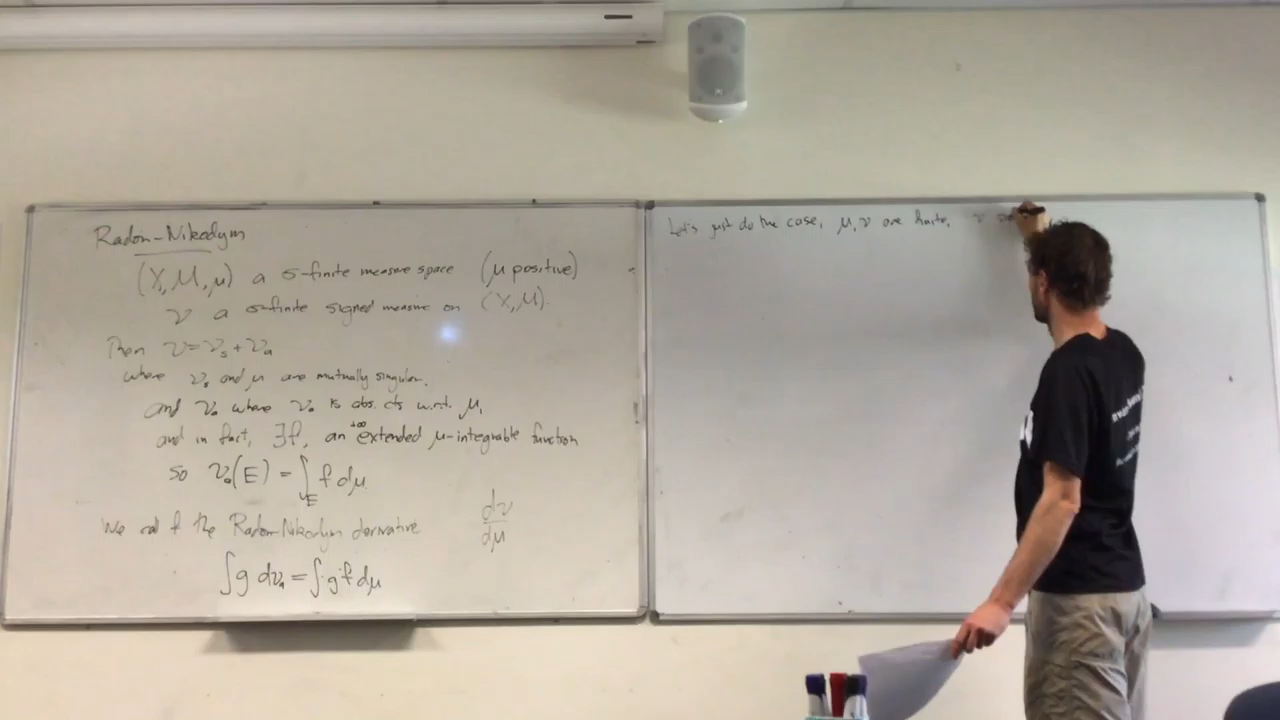 Radon-Nikodym
(X, M, μ) a σ-finite measure space (μ positive)
ν a σ-finite signed measure on (X, M).
Then ν = νs + νa
where νs and μ are mutually singular.
and νa where νa is abs. cts w.r.t. μ,
and in fact, ∃f, an extended μ-integrable function
so νa(E) = ∫_E f dμ
We call f the Radon-Nikodym derivative dν/dμ
∫g dνa = ∫g f dμ
Let's just do the case, μ, ν are finite, ν